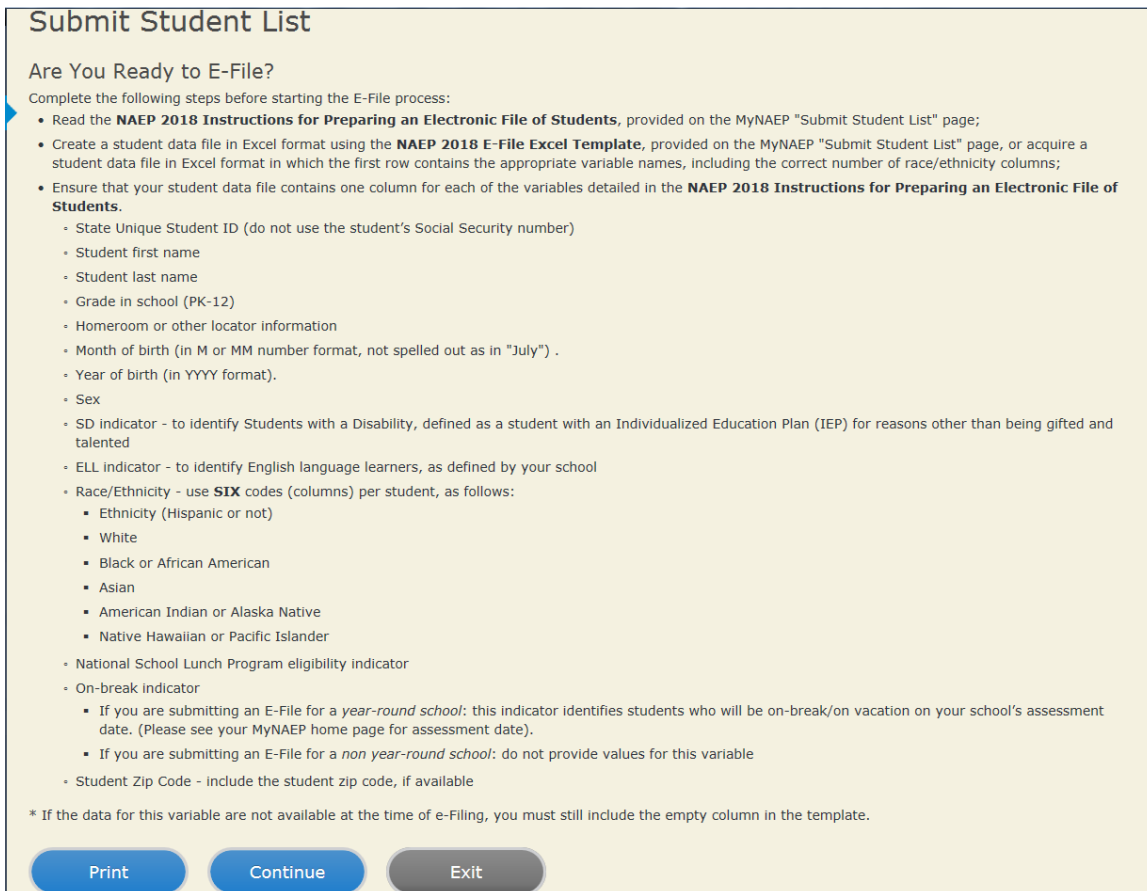 Submit Student List
Are You Ready to E-File?
Complete the following steps before starting the E-File process:
• Read the NAEP 2018 Instructions for Preparing an Electronic File of Students, provided on the MyNAEP "Submit Student List" page;
• Create a student data file in Excel format using the NAEP 2018 E-File Excel Template, provided on the MyNAEP "Submit Student List" page, or acquire a
student data file in Excel format in which the first row contains the appropriate variable names, including the correct number of race/ethnicity columns;
• Ensure that your student data file contains one column for each of the variables detailed in the NAEP 2018 Instructions for Preparing an Electronic File of
Students.
◦ State Unique Student ID (do not use the student's Social Security number)
◦ Student first name
◦ Student last name
◦ Grade in school (PK-12)
◦ Homeroom or other locator information
◦ Month of birth (in M or MM number format, not spelled out as in "July") .
◦ Year of birth (in YYYY format).
◦ Sex
◦ SD indicator - to identify Students with a Disability, defined as a student with an Individualized Education Plan (IEP) for reasons other than being gifted and
talented
◦ ELL indicator - to identify English language learners, as defined by your school
◦ Race/Ethnicity - use SIX codes (columns) per student, as follows:
▪ Ethnicity (Hispanic or not)
▪ White
▪ Black or African American
▪ Asian
▪ American Indian or Alaska Native
▪ Native Hawaiian or Pacific Islander
◦ National School Lunch Program eligibility indicator
◦ On-break indicator
▪ If you are submitting an E-File for a year-round school: this indicator identifies students who will be on-break/on vacation on your school's assessment
date. (Please see your MyNAEP home page for assessment date).
▪ If you are submitting an E-File for a non year-round school: do not provide values for this variable
◦ Student Zip Code - include the student zip code, if available
* If the data for this variable are not available at the time of e-Filing, you must still include the empty column in the template.
Print Continue Exit